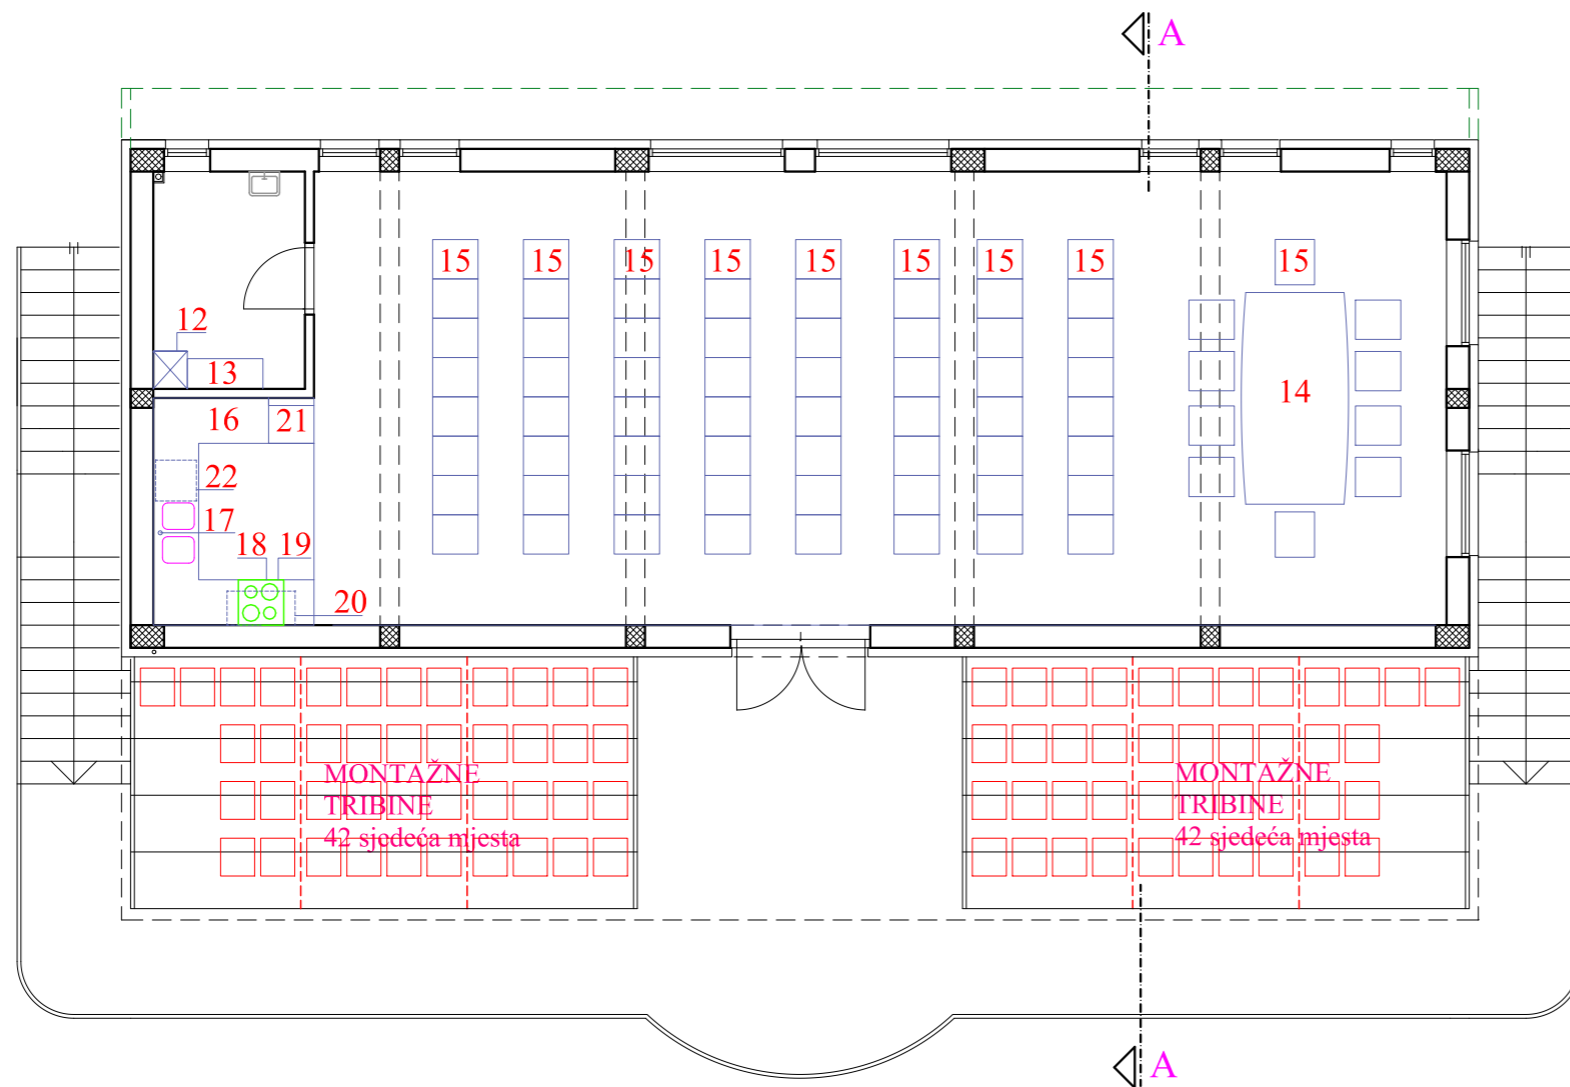 A
15 15 15 15 15 15 15 15 15
12
13
14
16 21
22
17
18 19
20
MONTAŽNE
TRIBINE
42 sjedeća mjesta
MONTAŽNE
TRIBINE
42 sjedeća mjesta
A